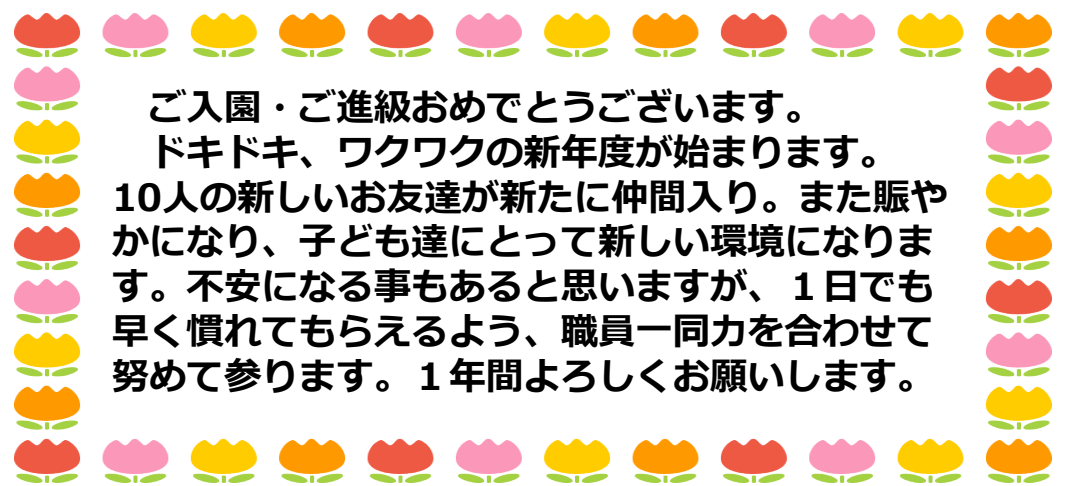 ご入園・ご進級おめでとうございます。
ドキドキ、ワクワクの新年度が始まります。
10人の新しいお友達が新たに仲間入り。また賑や
かになり、子ども達にとって新しい環境になりま
す。不安になる事もあると思いますが、１日でも
早く慣れてもらえるよう、職員一同力を合わせて
努めて参ります。１年間よろしくお願いします。